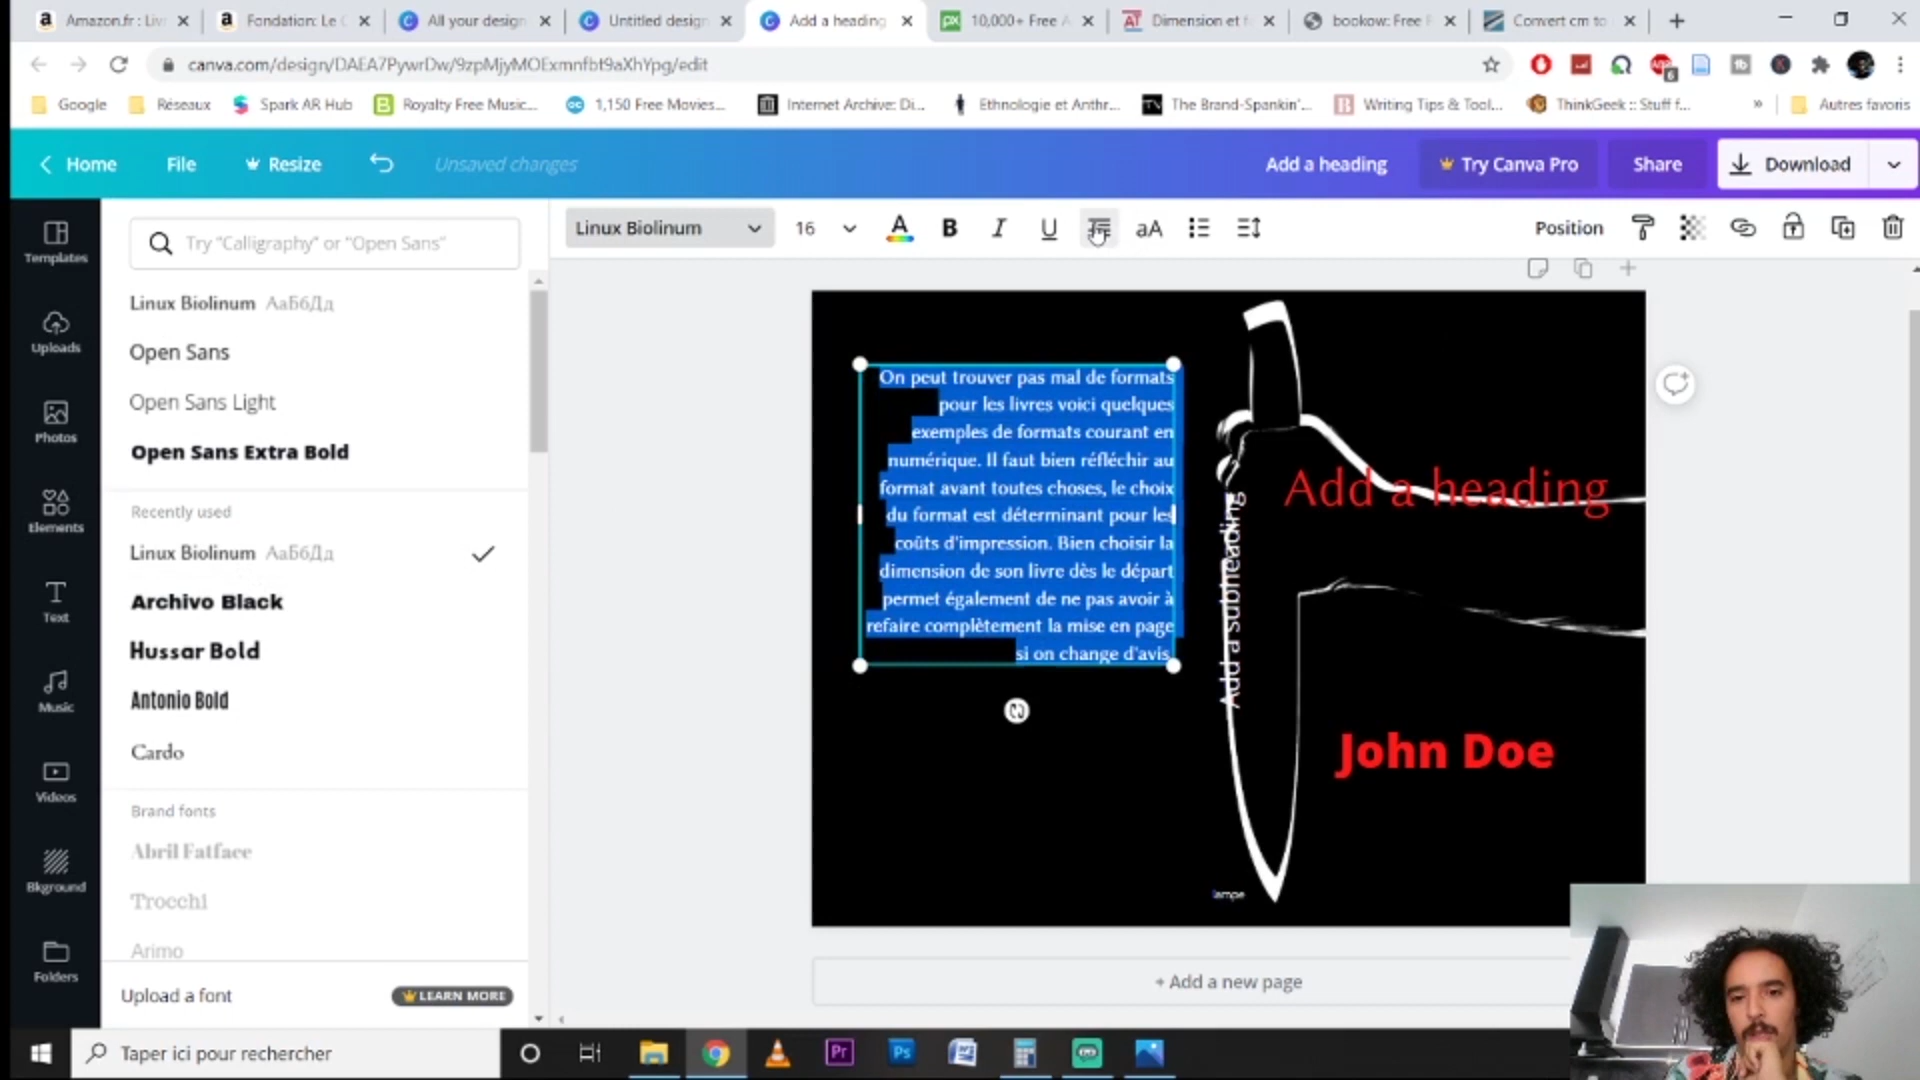 Amazon.fr : Livr
Fondation: Le C
All your design
Untitled design
Add a heading
10,000+ Free A
Dimension et f
bookow: Free F
Convert cm to
canva.com/design/DAEA7PywrDw/9zpMjyMOExmnfbt9aXhYpg/edit
Google
Réseaux
Spark AR Hub
Royalty Free Music...
1,150 Free Movies...
Internet Archive: Di...
Ethnologie et Anthr...
The Brand-Spankin'...
Writing Tips & Tool...
ThinkGeek :: Stuff f...
»
Autres favoris
Home
File
Resize
Unsaved changes
Add a heading
Try Canva Pro
Share
Download
Templates
Uploads
Photos
Elements
Text
Music
Videos
Bkground
Folders
Try "Calligraphy" or "Open Sans"
Linux Biolinum АаБбДд
Open Sans
Open Sans Light
Open Sans Extra Bold
Recently used
Linux Biolinum АаБбДд
Archivo Black
Hussar Bold
Antonio Bold
Cardo
Brand fonts
Abril Fatface
Trocchi
Arimo
Upload a font
LEARN MORE
Linux Biolinum
16
A
B
I
U
aA
Position
On peut trouver pas mal de formats
pour les livres voici quelques
exemples de formats courant en
numérique. Il faut bien réfléchir au
format avant toutes choses, le choix
du format est déterminant pour les
coûts d'impression. Bien choisir la
dimension de son livre dès le départ
permet également de ne pas avoir à
refaire complètement la mise en page
si on change d'avis.
Add a subheading
Add a heading
John Doe
lampe
+ Add a new page
Taper ici pour rechercher
Pr
Ps